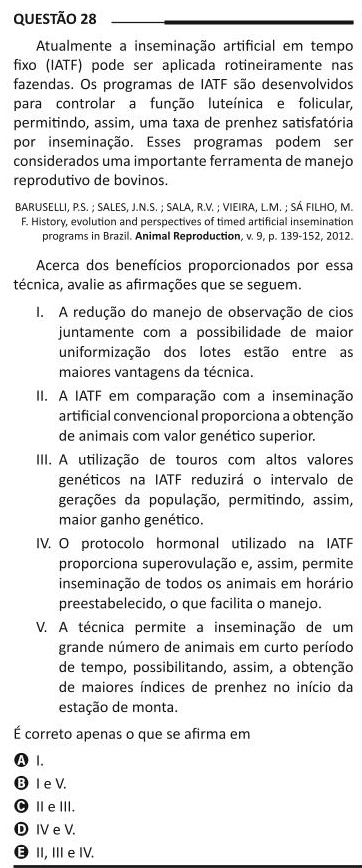 QUESTÃO 28
Atualmente a inseminação artificial em tempo
fixo (IATF) pode ser aplicada rotineiramente nas
fazendas. Os programas de IATF são desenvolvidos
para controlar a função luteínica e folicular,
permitindo, assim, uma taxa de prenhez satisfatória
por inseminação. Esses programas podem ser
considerados uma importante ferramenta de manejo
reprodutivo de bovinos.
BARUSELLI, P.S. ; SALES, J.N.S. ; SALA, R.V. ; VIEIRA, L.M. ; SÁ FILHO, M.
F. History, evolution and perspectives of timed artificial insemination
programs in Brazil. Animal Reproduction, v. 9, p. 139-152, 2012.
Acerca dos benefícios proporcionados por essa
técnica, avalie as afirmações que se seguem.
I. A redução do manejo de observação de cios
juntamente com a possibilidade de maior
uniformização dos lotes estão entre as
maiores vantagens da técnica.
II. A IATF em comparação com a inseminação
artificial convencional proporciona a obtenção
de animais com valor genético superior.
III. A utilização de touros com altos valores
genéticos na IATF reduzirá o intervalo de
gerações da população, permitindo, assim,
maior ganho genético.
IV. O protocolo hormonal utilizado na IATF
proporciona superovulação e, assim, permite
inseminação de todos os animais em horário
preestabelecido, o que facilita o manejo.
V. A técnica permite a inseminação de um
grande número de animais em curto período
de tempo, possibilitando, assim, a obtenção
de maiores índices de prenhez no início da
estação de monta.
É correto apenas o que se afirma em
A I.
B I e V.
C II e III.
D IV e V.
E II, III e IV.